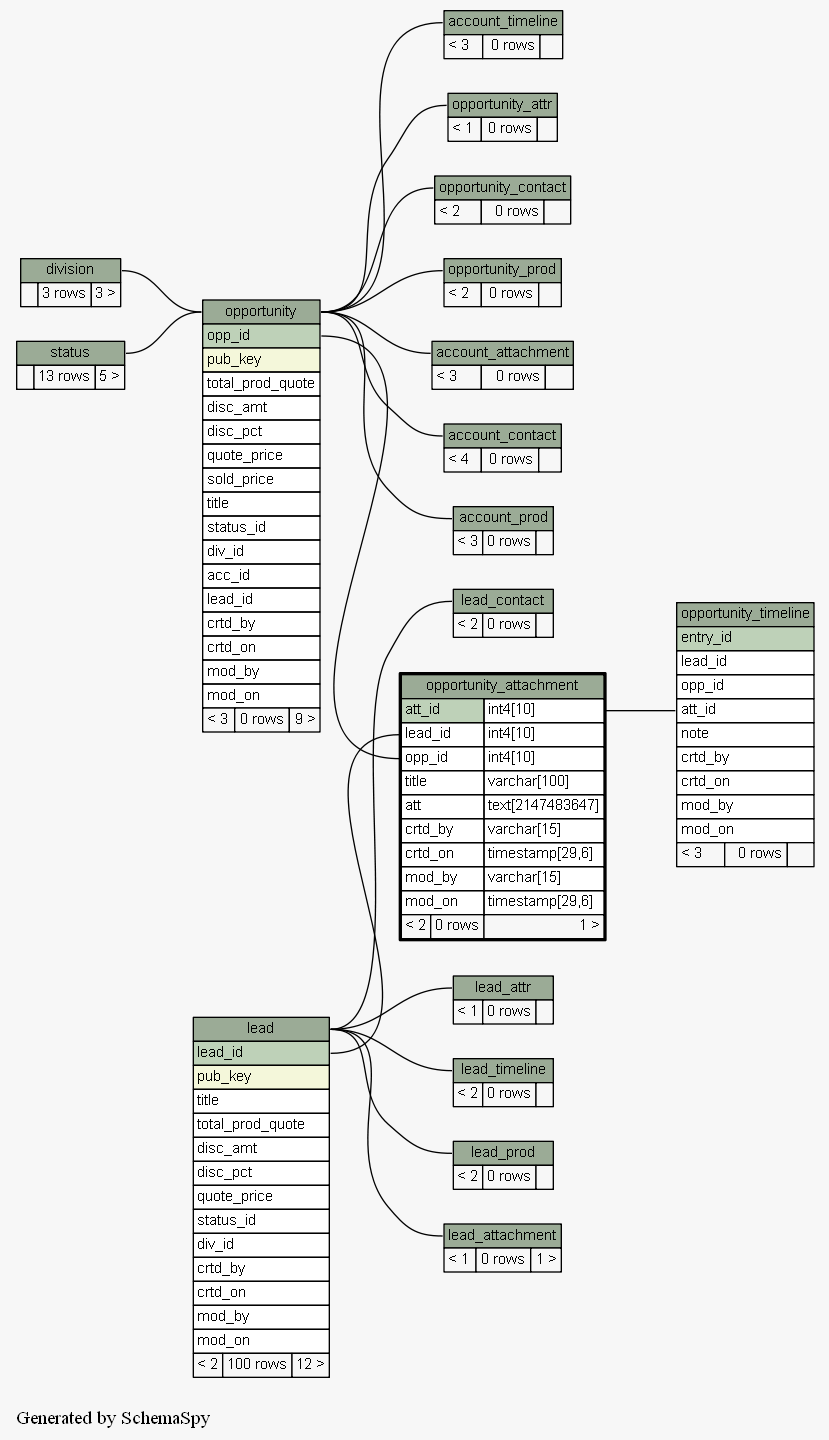 account_timeline
< 3 0 rows
opportunity_attr
< 1 0 rows
opportunity_contact
< 2 0 rows
division
3 rows 3 >
opportunity_prod
< 2 0 rows
status
13 rows 5 >
account_attachment
< 3 0 rows
account_contact
< 4 0 rows
account_prod
< 3 0 rows
opportunity
opp_id
pub_key
total_prod_quote
disc_amt
disc_pct
quote_price
sold_price
title
status_id
div_id
acc_id
lead_id
crtd_by
crtd_on
mod_by
mod_on
< 3 0 rows 9 >
lead_contact
< 2 0 rows
opportunity_attachment
att_id int4[10]
lead_id int4[10]
opp_id int4[10]
title varchar[100]
att text[2147483647]
crtd_by varchar[15]
crtd_on timestamp[29,6]
mod_by varchar[15]
mod_on timestamp[29,6]
< 2 0 rows 1 >
opportunity_timeline
entry_id
lead_id
opp_id
att_id
note
crtd_by
crtd_on
mod_by
mod_on
< 3 0 rows
lead_attr
< 1 0 rows
lead_timeline
< 2 0 rows
lead_prod
< 2 0 rows
lead_attachment
< 1 0 rows 1 >
lead
lead_id
pub_key
title
total_prod_quote
disc_amt
disc_pct
quote_price
status_id
div_id
crtd_by
crtd_on
mod_by
mod_on
< 2 100 rows 12 >
Generated by SchemaSpy